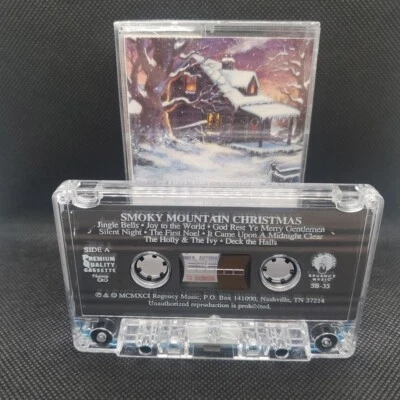 SMOKY MOUNTAIN CHRISTMAS
Jingle Bells • Joy to the World • God Rest Ye Merry Gentlemen
Silent Night • The First Noel • It Came Upon A Midnight Clear
The Holly & The Ivy • Deck the Halls
SIDE A
PREMIUM
QUALITY
CASSETTE
REGENCY
MUSIC
SB-35
℗ & © MCMXCI Regency Music, P.O. Box 141000, Nashville, TN 37214
Unauthorized reproduction is prohibited.